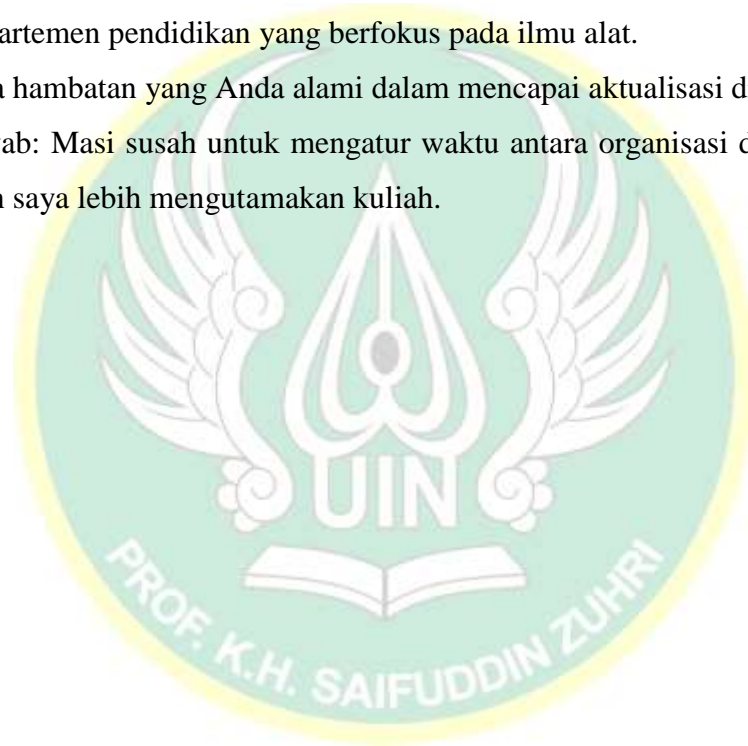 artemen pendidikan yang berfokus pada ilmu alat.
a hambatan yang Anda alami dalam mencapai aktualisasi d
ab: Masi susah untuk mengatur waktu antara organisasi d
n saya lebih mengutamakan kuliah.
UIN
PROF. K.H. SAIFUDDIN ZUHRI